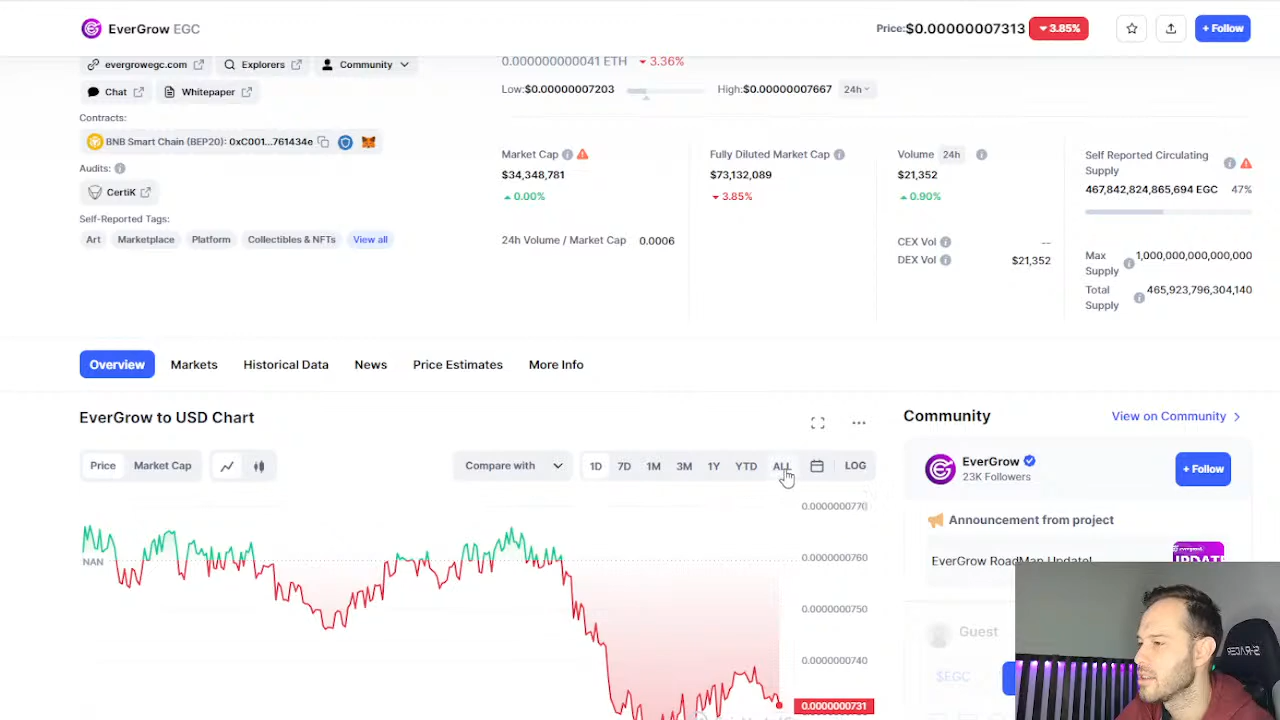 EverGrow EGC
Price:$0.00000007313 3.85%
+ Follow
evergrowegc.com Explorers Community
Chat Whitepaper
Contracts:
BNB Smart Chain (BEP20): 0xC001...761434e
Audits:
CertiK
Self-Reported Tags:
Art Marketplace Platform Collectibles & NFTs View all
0.000000000041 ETH 3.36%
Low:$0.00000007203 High:$0.00000007667 24h
Market Cap
$34,348,781
0.00%
24h Volume / Market Cap 0.0006
Fully Diluted Market Cap
$73,132,089
3.85%
Volume 24h
$21,352
0.90%
CEX Vol --
DEX Vol $21,352
Self Reported Circulating
Supply
467,842,824,865,694 EGC 47%
Max
Supply 1,000,000,000,000,000
Total
Supply 465,923,796,304,140
Overview Markets Historical Data News Price Estimates More Info
EverGrow to USD Chart
Price Market Cap Compare with 1D 7D 1M 3M 1Y YTD ALL LOG
0.0000000770
0.0000000760
0.0000000750
0.0000000740
0.0000000731
NAN
Community View on Community
EverGrow
23K Followers
+ Follow
Announcement from project
EverGrow RoadMap Update!
Guest
$EGC